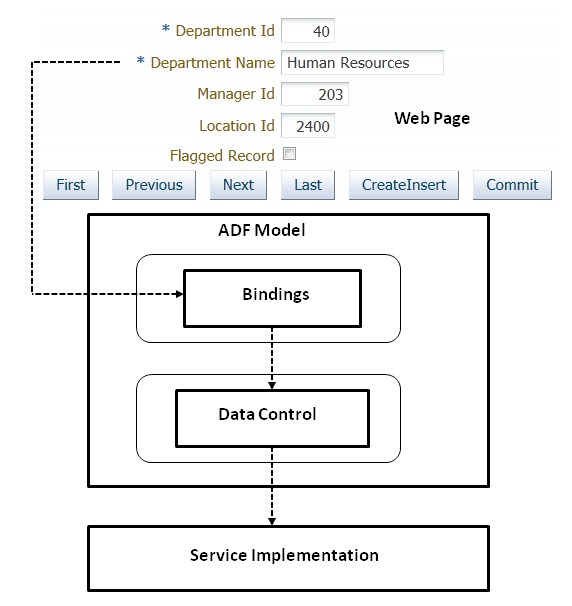 * Department Id 40
* Department Name Human Resources
Manager Id 203
Web Page
Location Id 2400
Flagged Record
First Previous Next Last CreateInsert Commit
ADF Model
Bindings
Data Control
Service Implementation